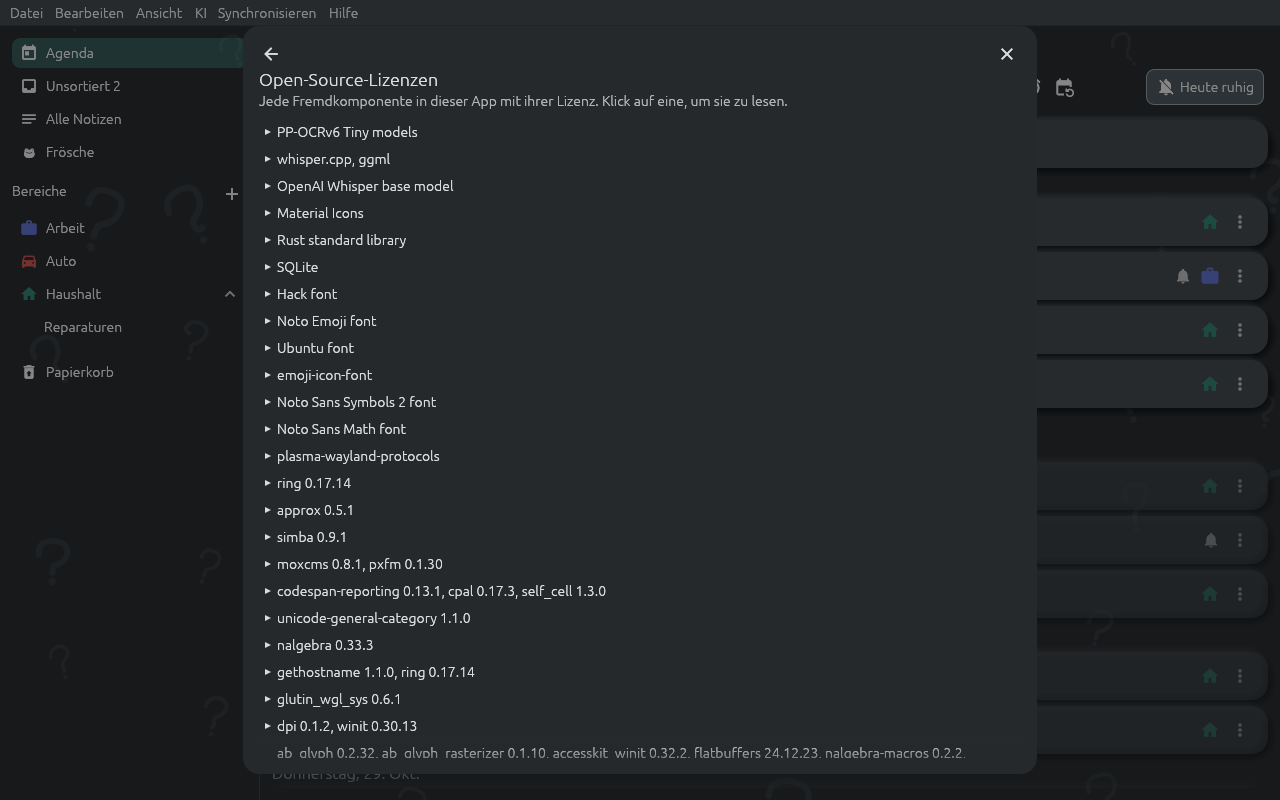 Datei Bearbeiten Ansicht KI Synchronisieren Hilfe
Agenda
Unsortiert 2
Alle Notizen
Frösche
Bereiche
Arbeit
Auto
Haushalt
Reparaturen
Papierkorb
Open-Source-Lizenzen
Jede Fremdkomponente in dieser App mit ihrer Lizenz. Klick auf eine, um sie zu lesen.
PP-OCRv6 Tiny models
whisper.cpp, ggml
OpenAI Whisper base model
Material Icons
Rust standard library
SQLite
Hack font
Noto Emoji font
Ubuntu font
emoji-icon-font
Noto Sans Symbols 2 font
Noto Sans Math font
plasma-wayland-protocols
ring 0.17.14
approx 0.5.1
simba 0.9.1
moxcms 0.8.1, pxfm 0.1.30
codespan-reporting 0.13.1, cpal 0.17.3, self_cell 1.3.0
unicode-general-category 1.1.0
nalgebra 0.33.3
gethostname 1.1.0, ring 0.17.14
glutin_wgl_sys 0.6.1
dpi 0.1.2, winit 0.30.13
ab_glyph 0.2.32, ab_glyph_rasterizer 0.1.10, accesskit_winit 0.32.2, flatbuffers 24.12.23, nalgebra-macros 0.2.2,
Heute ruhig
Donnerstag, 29. Okt.